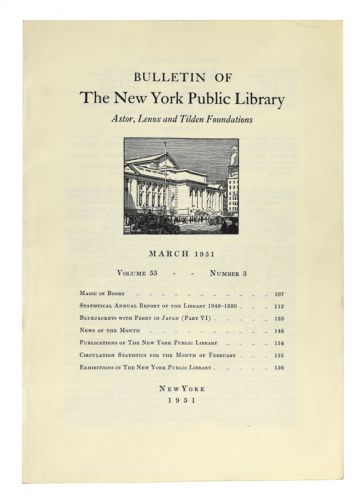 BULLETIN OF
The New York Public Library
Astor, Lenox and Tilden Foundations
MARCH 1951
VOLUME 55 - - NUMBER 3
MAGIC IN BOOKS 107
STATISTICAL ANNUAL REPORT OF THE LIBRARY 1949-1950 112
BLUEJACKETS WITH PERRY IN JAPAN (PART VI) 133
NEWS OF THE MONTH 148
PUBLICATIONS OF THE NEW YORK PUBLIC LIBRARY 154
CIRCULATION STATISTICS FOR THE MONTH OF FEBRUARY 155
EXHIBITIONS IN THE NEW YORK PUBLIC LIBRARY 156
NEW YORK
1951